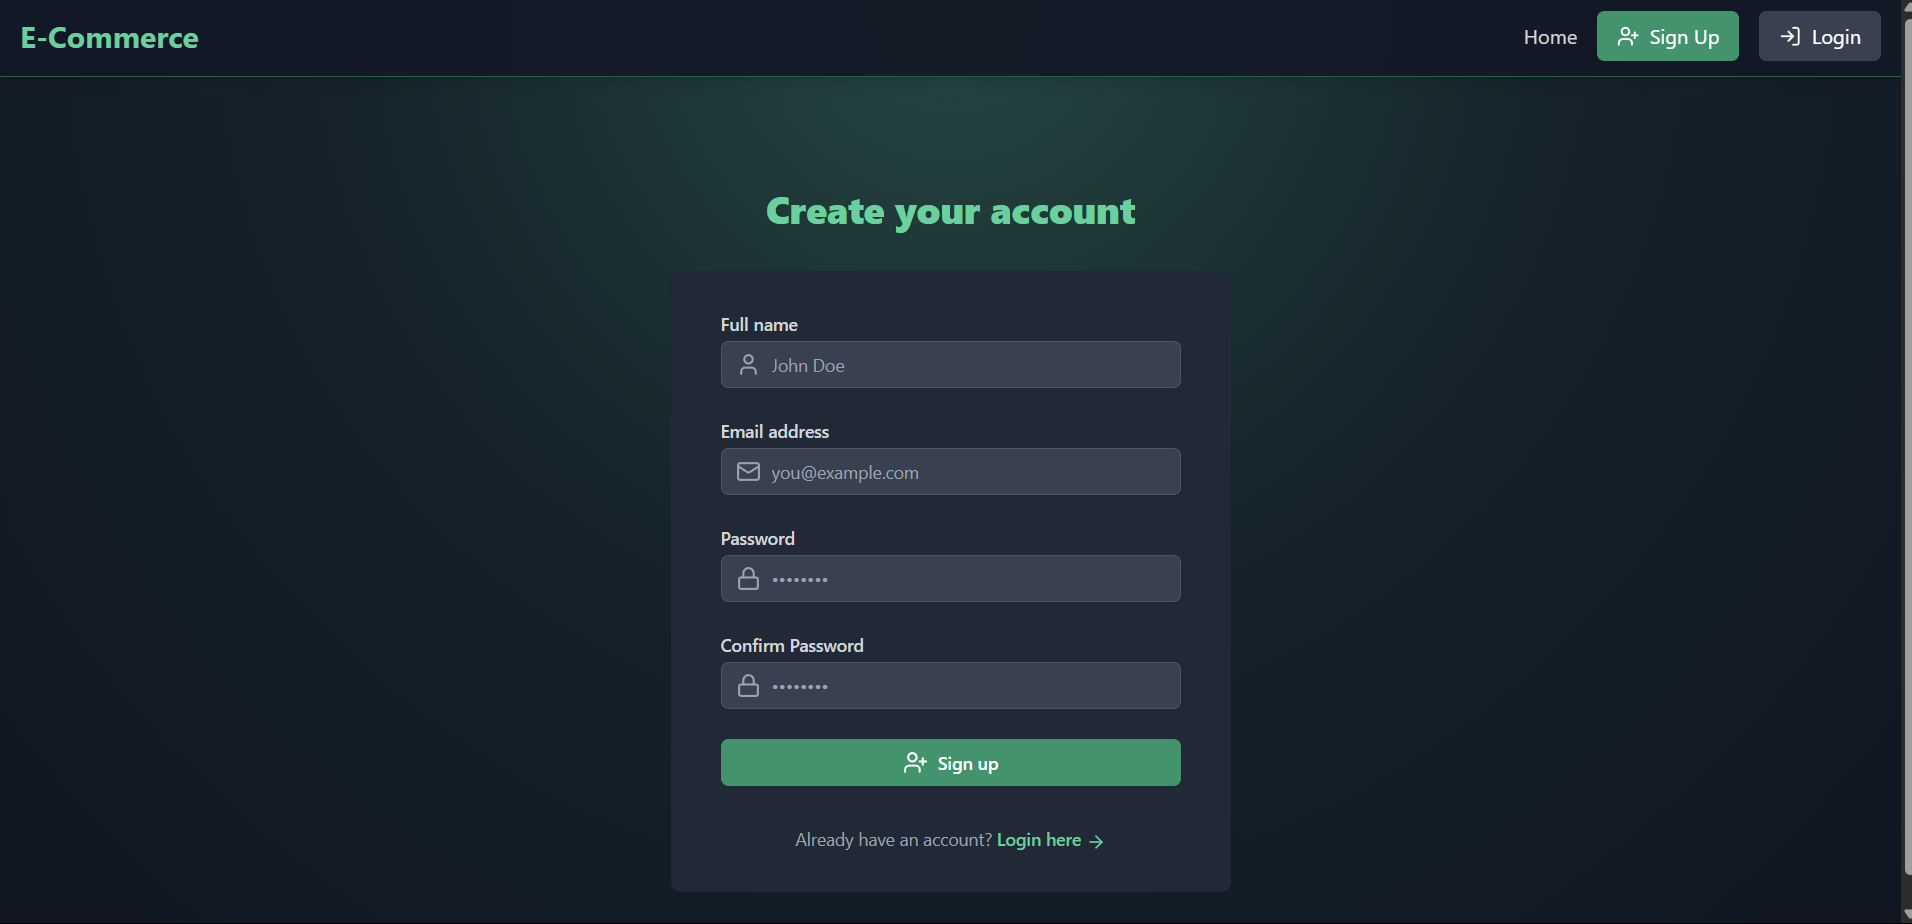 E-Commerce
Home
Sign Up
Login
Create your account
Full name
John Doe
Email address
you@example.com
Password
••••••••
Confirm Password
••••••••
Sign up
Already have an account? Login here →